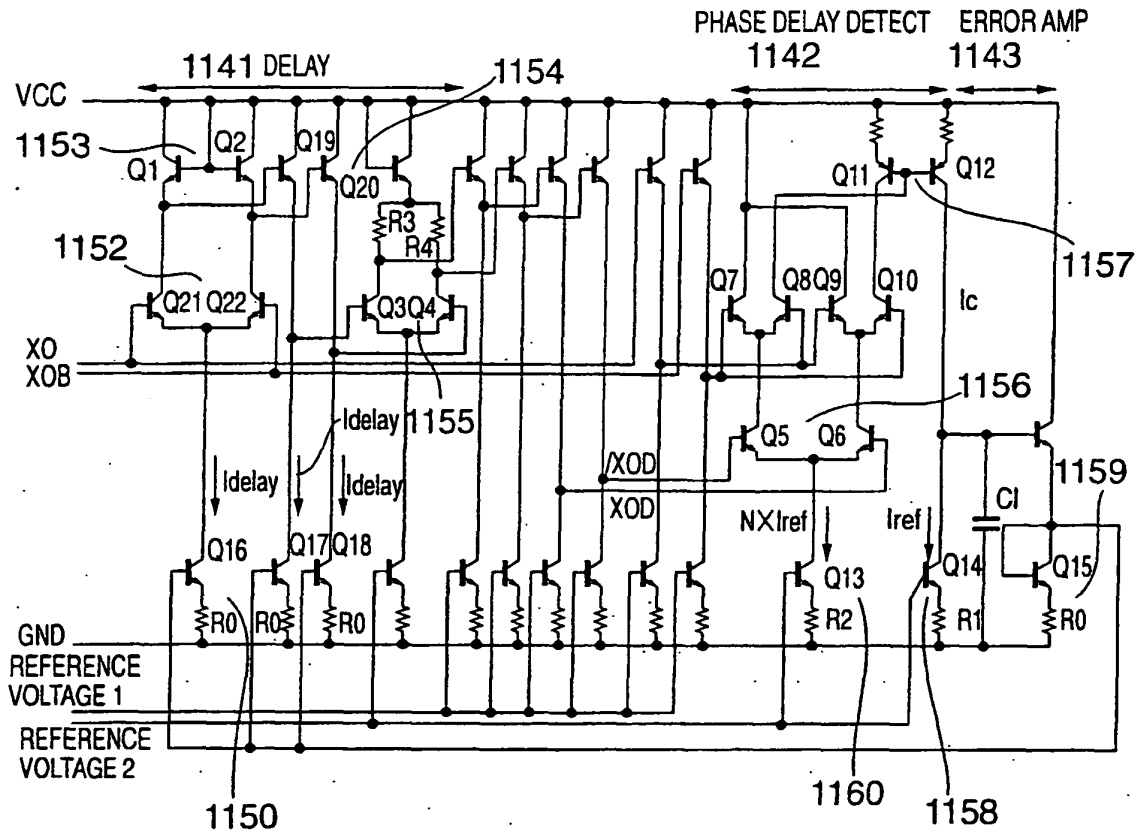 PHASE DELAY DETECT ERROR AMP
1142 1143
1141 DELAY 1154
VCC
1153 Q1 Q2 Q19 Q20 Q11 Q12
R3 R4
1157
1152 Q21 Q22 Q3 Q4 Q7 Q8 Q9 Q10 Ic
XO
XOB
1156
Idelay 1155 Q5 Q6
/XOD
XOD
1159
Idelay Idelay N×Iref Iref CI
Q16 Q17 Q18 Q13 Q14 Q15
R0 R0 R0 R2 R1 R0
GND
REFERENCE
VOLTAGE 1
REFERENCE
VOLTAGE 2
1150 1160 1158